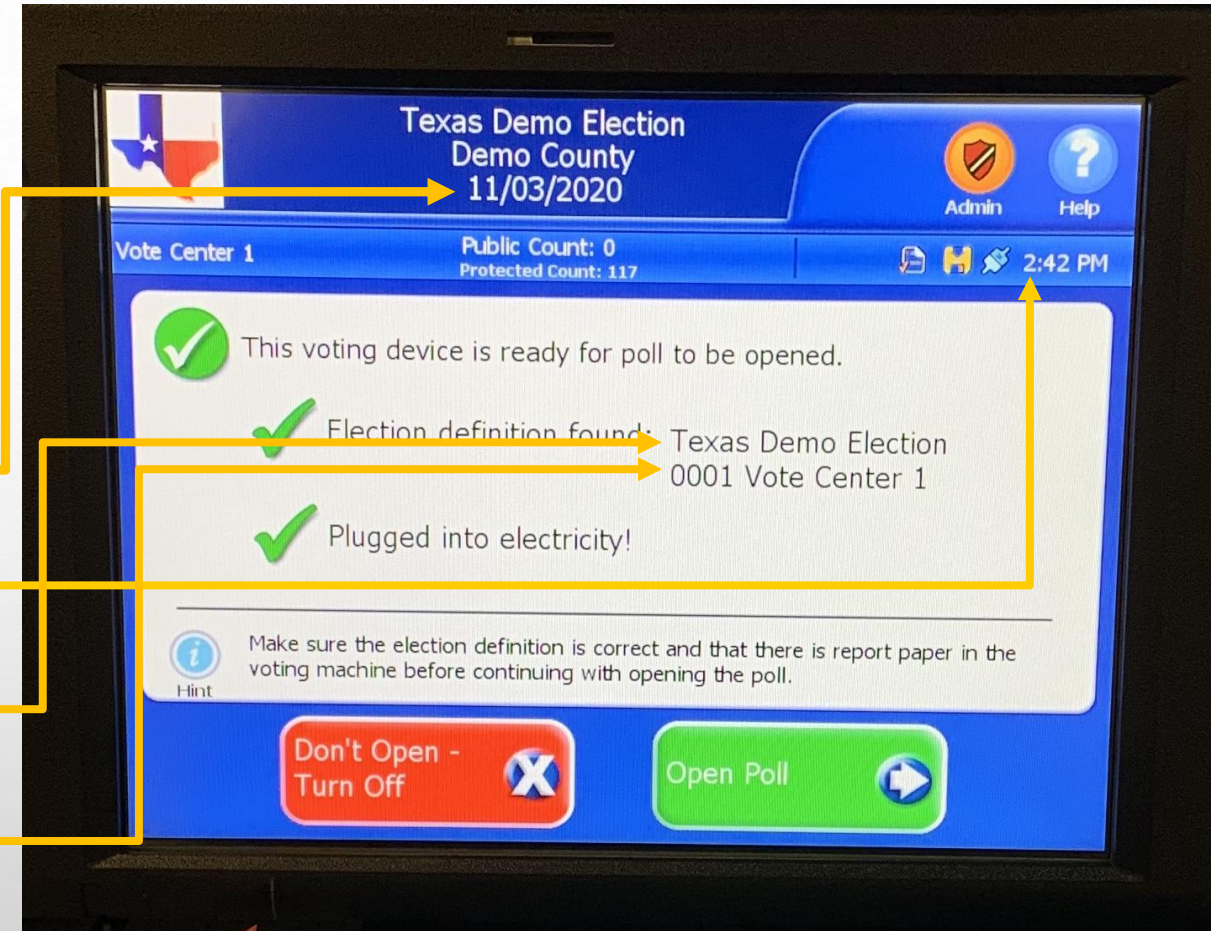 Texas Demo Election
Demo County
11/03/2020
Admin
Help
Vote Center 1
Public Count: 0
Protected Count: 117
2:42 PM
This voting device is ready for poll to be opened.
Election definition found:
Texas Demo Election
0001 Vote Center 1
Plugged into electricity!
Hint
Make sure the election definition is correct and that there is report paper in the
voting machine before continuing with opening the poll.
Don't Open -
Turn Off
Open Poll